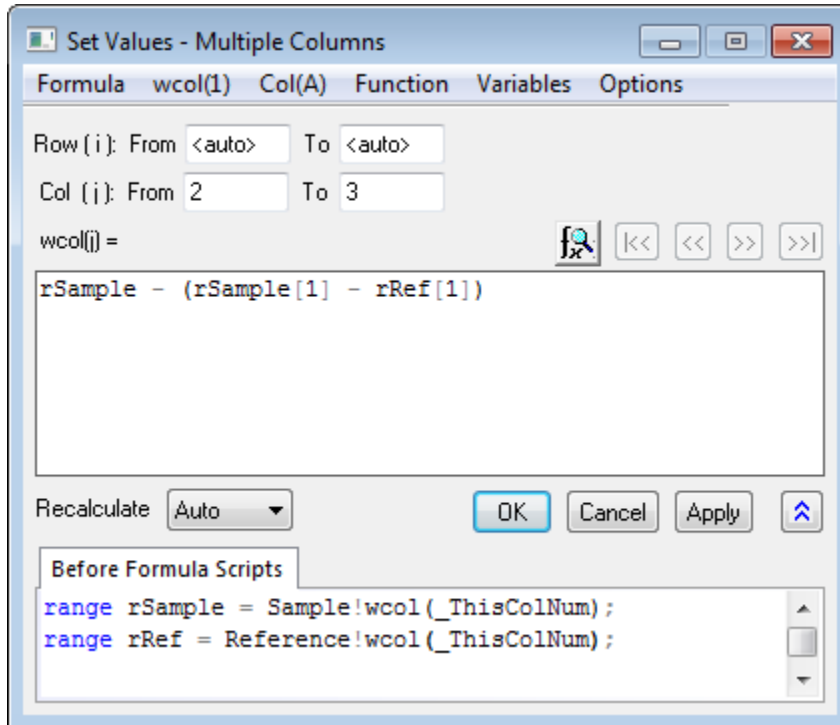 Set Values - Multiple Columns
Formula wcol(1) Col(A) Function Variables Options
Row ( i ): From <auto> To <auto>
Col ( j ): From 2 To 3
wcol(j) =
|<< << >> >>|
rSample - (rSample[1] - rRef[1])
Recalculate Auto OK Cancel Apply
Before Formula Scripts
range rSample = Sample!wcol(_ThisColNum);
range rRef = Reference!wcol(_ThisColNum);